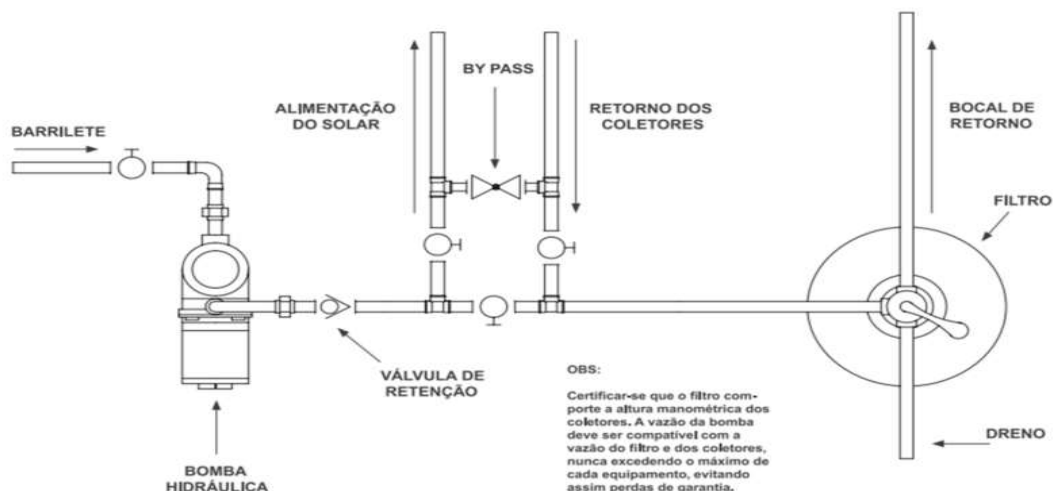 BY PASS
ALIMENTAÇÃO
DO SOLAR
RETORNO DOS
COLETORES
BOCAL DE
RETORNO
BARRILETE
FILTRO
VÁLVULA DE
RETENÇÃO
OBS:
Certificar-se que o filtro com-
porte a altura manométrica dos
coletores. A vazão da bomba
deve ser compatível com a
vazão do filtro e dos coletores,
nunca excedendo o máximo de
cada equipamento, evitando
assim perdas de garantia.
DRENO
BOMBA
HIDRÁULICA